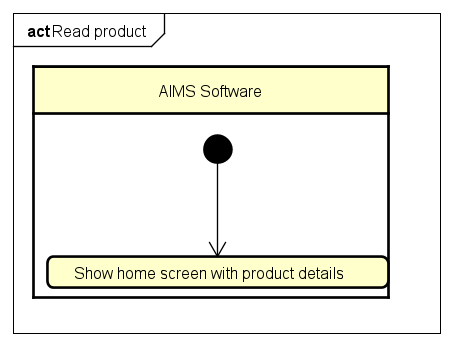 act Read product
AIMS Software
Show home screen with product details